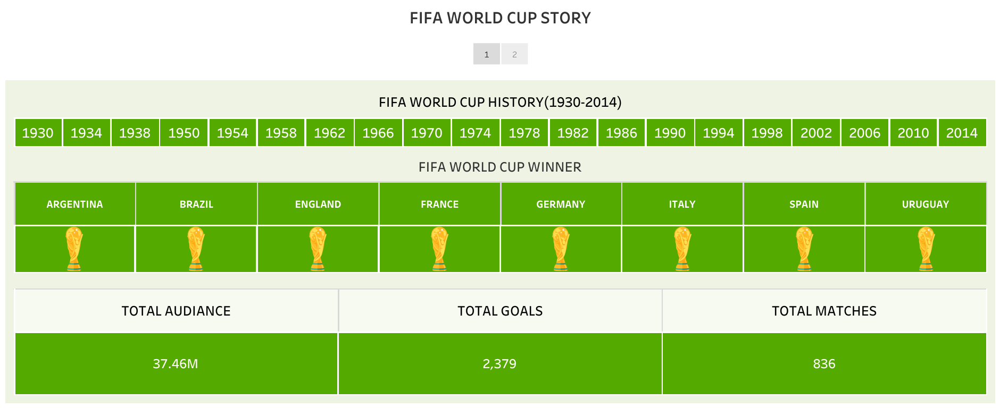 FIFA WORLD CUP STORY
1 2
FIFA WORLD CUP HISTORY(1930-2014)
1930 1934 1938 1950 1954 1958 1962 1966 1970 1974 1978 1982 1986 1990 1994 1998 2002 2006 2010 2014
FIFA WORLD CUP WINNER
ARGENTINA BRAZIL ENGLAND FRANCE GERMANY ITALY SPAIN URUGUAY
TOTAL AUDIANCE TOTAL GOALS TOTAL MATCHES
37.46M 2,379 836